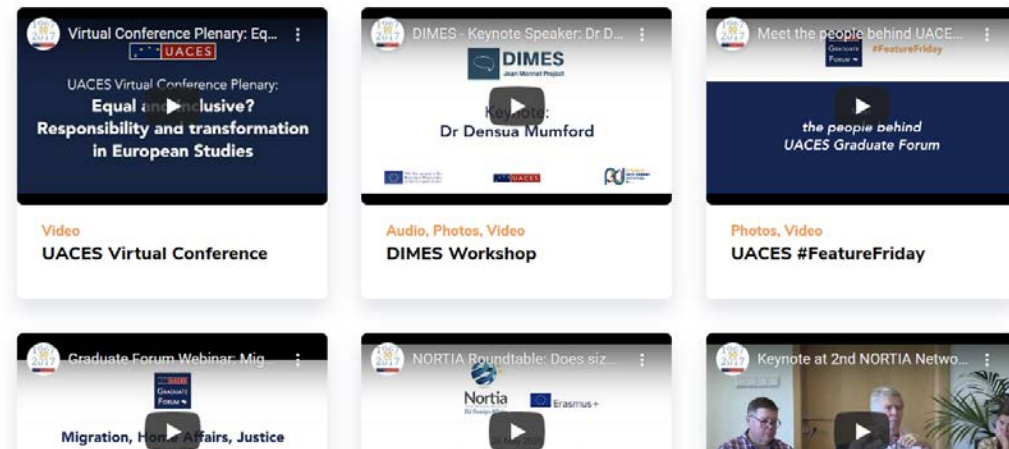 Virtual Conference Plenary: Eq...
UACES
UACES Virtual Conference Plenary:
Equal and Inclusive?
Responsibility and transformation
in European Studies
Video
UACES Virtual Conference
DIMES - Keynote Speaker: Dr D...
DIMES
Jean Monnet Project
Keynote:
Dr Densua Mumford
UACES
Audio, Photos, Video
DIMES Workshop
Meet the people behind UACE...
GRADUATE
FORUM
#FeatureFriday
the people behind
UACES Graduate Forum
Photos, Video
UACES #FeatureFriday
Graduate Forum Webinar: Mig...
UACES
GRADUATE
FORUM
Migration, Home Affairs, Justice
NORTIA Roundtable: Does siz...
Nortia
Erasmus+
Keynote at 2nd NORTIA Netwo...